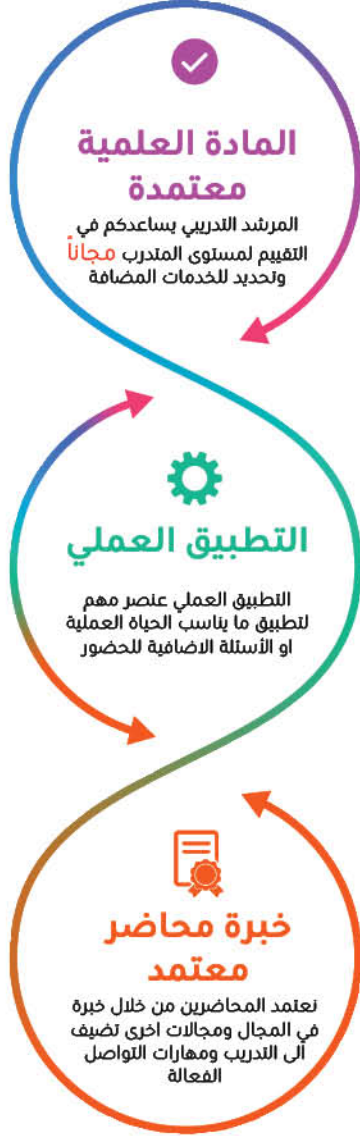 المادة العلمية
معتمدة
المرشد التدريبي يساعدكم في
التقييم لمستوى المتدرب مجاناً
وتحديد للخدمات المضافة
التطبيق العملي
التطبيق العملي عنصر مهم
لتطبيق ما يناسب الحياة العملية
او الأسئلة الاضافية للحضور
خبرة محاضر
معتمد
نعتمد المحاضرين من خلال خبرة
في المجال ومجالات اخرى تضيف
ألى التدريب ومهارات التواصل
الفعالة